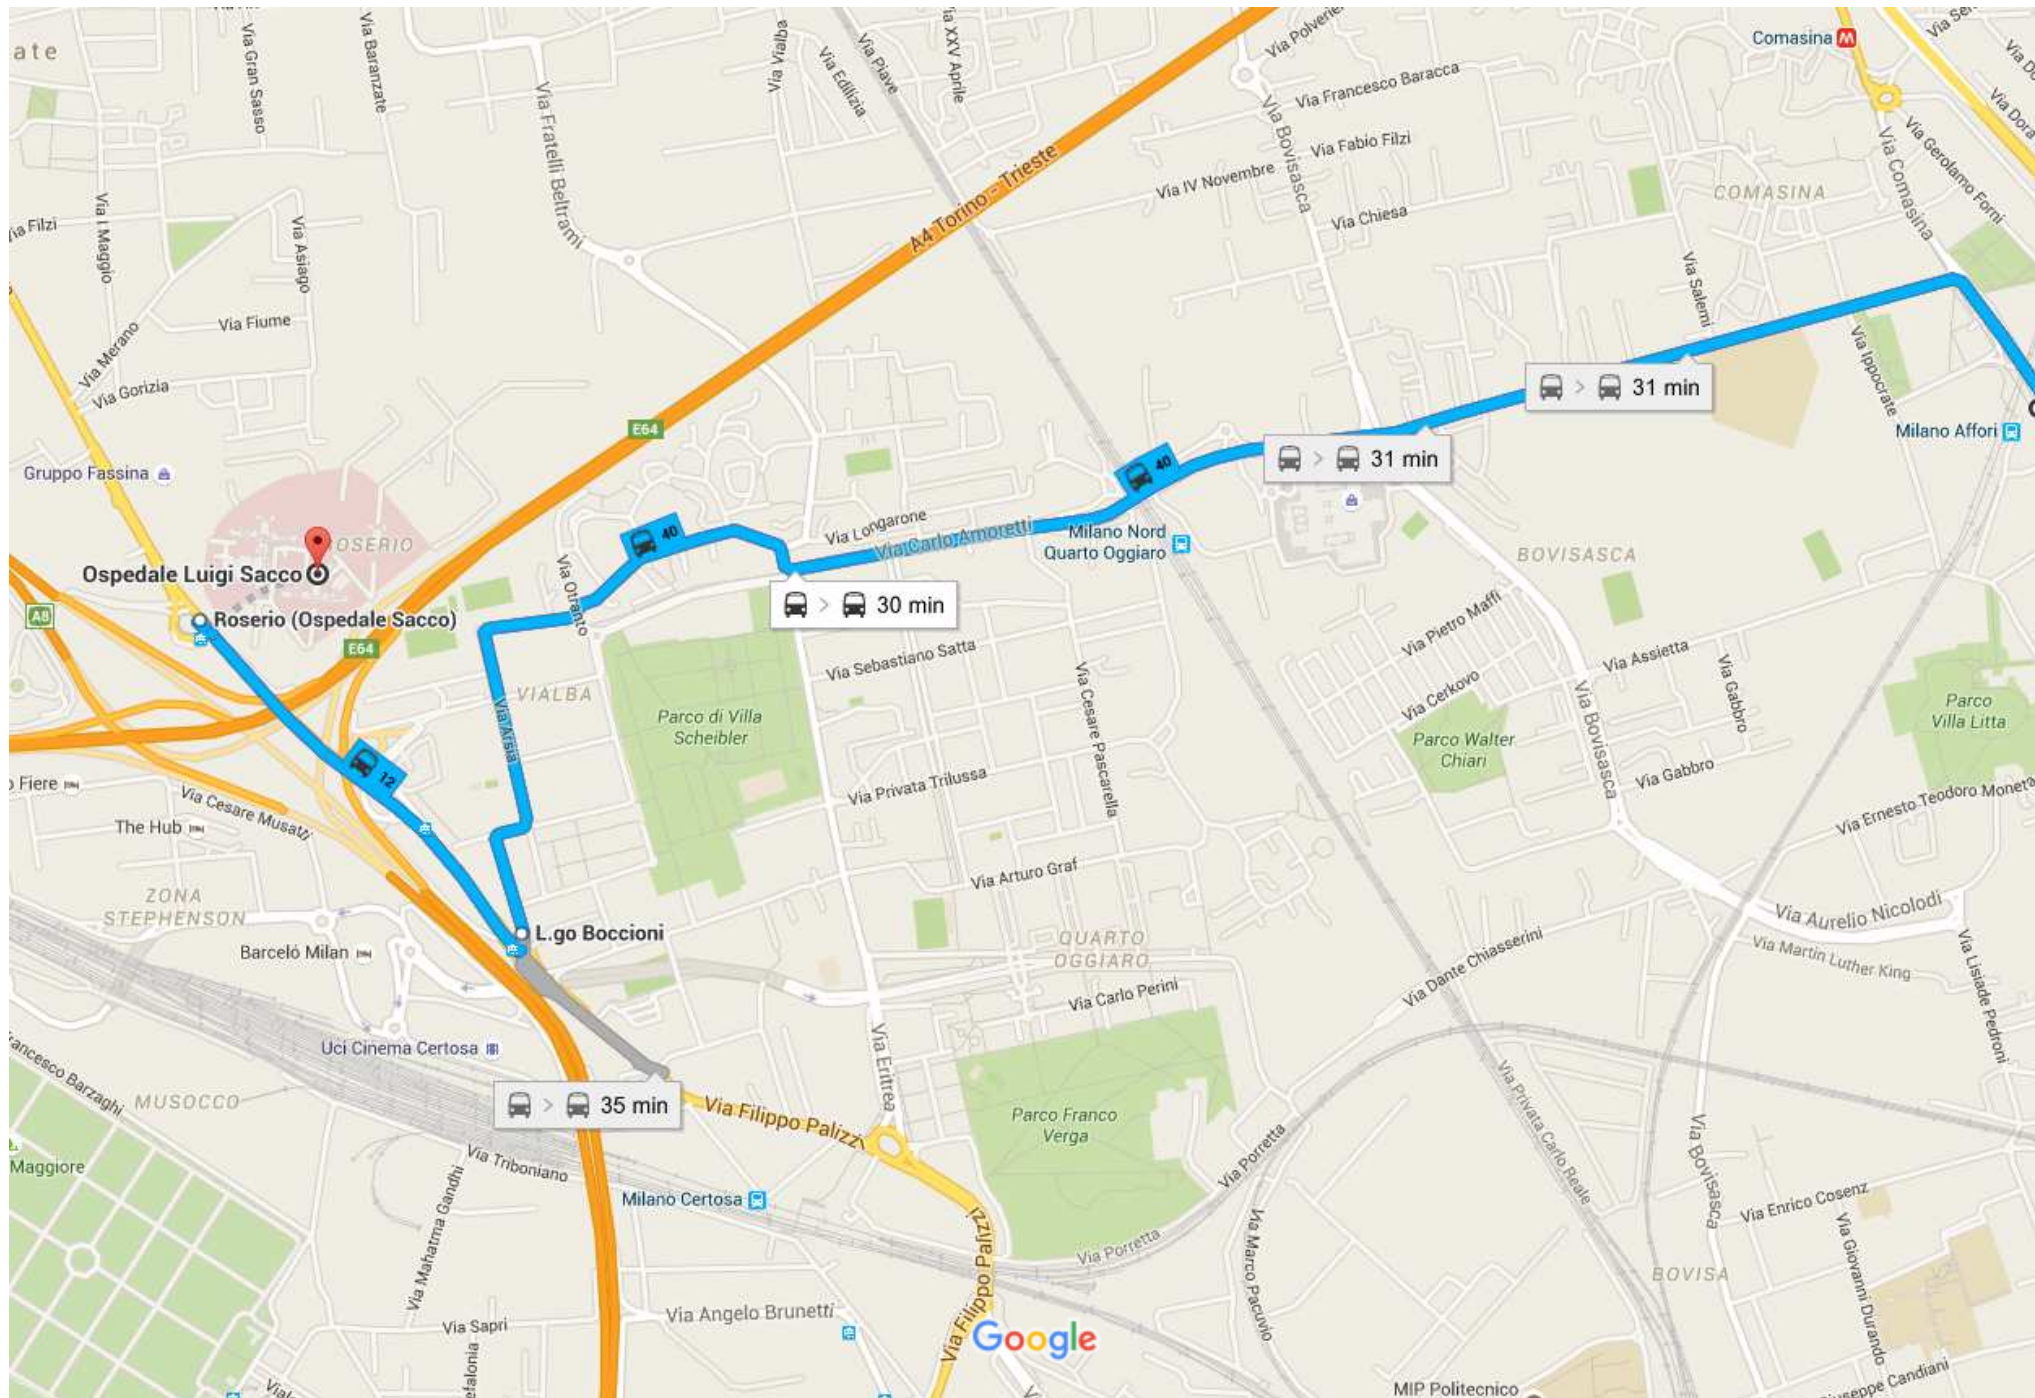 ate
Via Gran Sasso
Via Baranzate
Via Vialba
Via Edilizia
Via Piave
Via XXV Aprile
Via Francesco Baracca
Comasina M
Via Fratelli Beltrami
Via Bovisasca
Via Fabio Filzi
Via Dora
Via Gerolamo Forni
Via Comasina
COMASINA
Via IV Novembre
Via Chiesa
A4 Torino - Trieste
ia Filzi
Via I Maggio
Via Asiago
Via Fiume
Via Merano
Via Gorizia
Via Salemi
Via Ippocrate
31 min
31 min
Milano Affori
E64
Gruppo Fassina
OSERIO
Ospedale Luigi Sacco
Roserio (Ospedale Sacco)
A8
E64
40
40
Via Longarone
Via Carlo Amoretti
Milano Nord
Quarto Oggiaro
BOVISASCA
Via Otranto
30 min
Via Pietro Maffi
Via Sebastiano Satta
Via Cesare Pascarella
Via Cerkovo
Via Assietta
Via Gabbro
VIALBA
Via Arsia
Parco di Villa
Scheibler
Parco Walter
Chiari
Via Bovisasca
Via Gabbro
Parco
Villa Litta
12
o Fiere
Via Cesare Musatti
The Hub
Via Privata Trilussa
Via Ernesto Teodoro Moneta
Via Arturo Graf
ZONA
STEPHENSON
Barceló Milan
L.go Boccioni
QUARTO
OGGIARO
Via Dante Chiasserini
Via Aurelio Nicolodi
Via Martin Luther King
Via Lisiade Pedroni
Via Carlo Perini
Uci Cinema Certosa
Via Eritrea
rancesco Barzaghi
MUSOCCO
35 min
Via Filippo Palizzi
Parco Franco
Verga
Via Privata Carlo Reale
Via Bovisasca
Maggiore
Via Triboniano
Via Mahatma Gandhi
Milano Certosa
Via Porretta
Via Porretta
Via Marco Pacuvio
Via Enrico Cosenz
Via Giovanni Durando
BOVISA
Via Filippo Palizzi
Via Angelo Brunetti
Via Sapri
efalonia
Google
MIP Politecnico
useppe Candiani